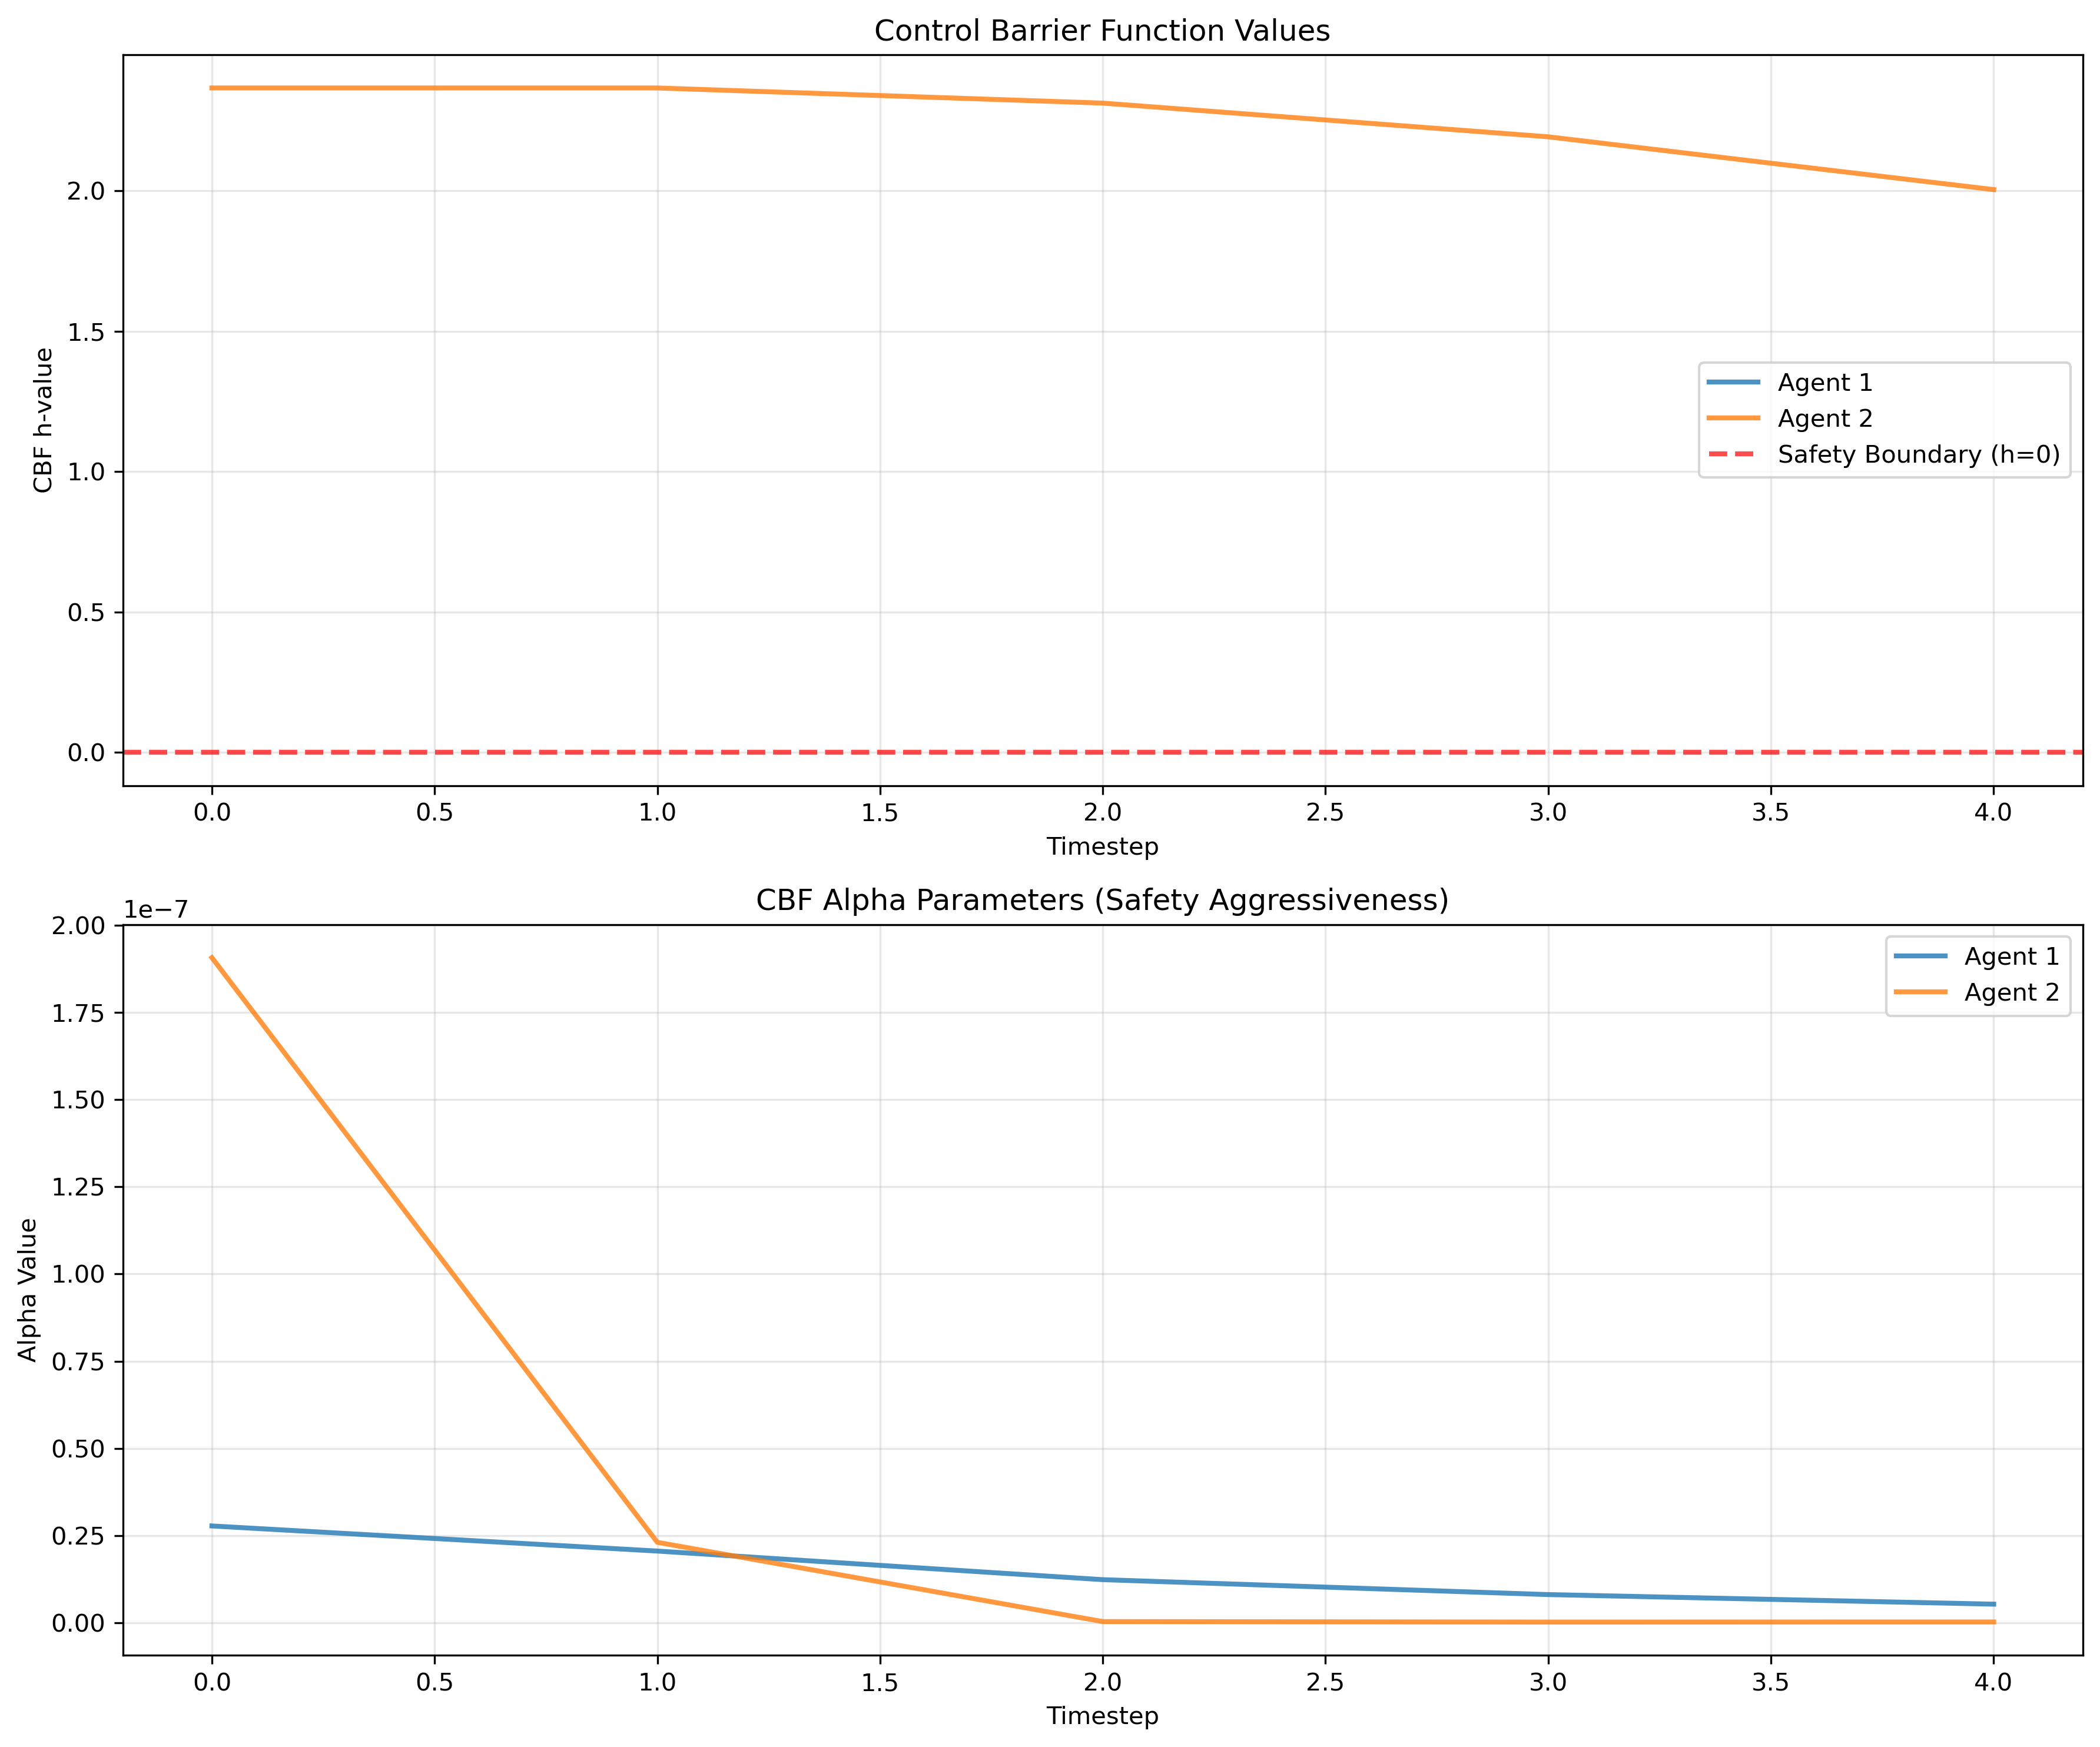 Control Barrier Function Values
CBF h-value
2.0
1.5
1.0
0.5
0.0
Agent 1
Agent 2
Safety Boundary (h=0)
0.0 0.5 1.0 1.5 2.0 2.5 3.0 3.5 4.0
Timestep
CBF Alpha Parameters (Safety Aggressiveness)
1e−7
Alpha Value
2.00
1.75
1.50
1.25
1.00
0.75
0.50
0.25
0.00
Agent 1
Agent 2
0.0 0.5 1.0 1.5 2.0 2.5 3.0 3.5 4.0
Timestep